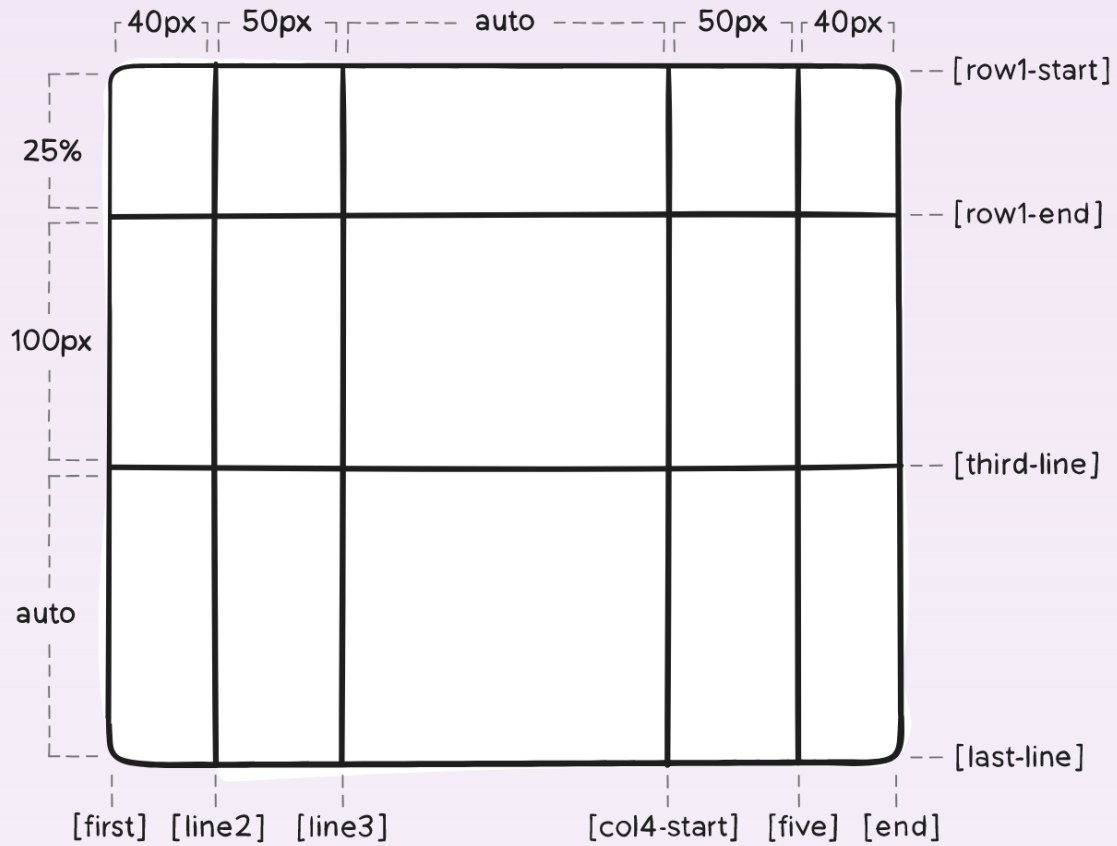 40px 50px auto 50px 40px
[row1-start]
25%
[row1-end]
100px
[third-line]
auto
[last-line]
[first] [line2] [line3] [col4-start] [five] [end]